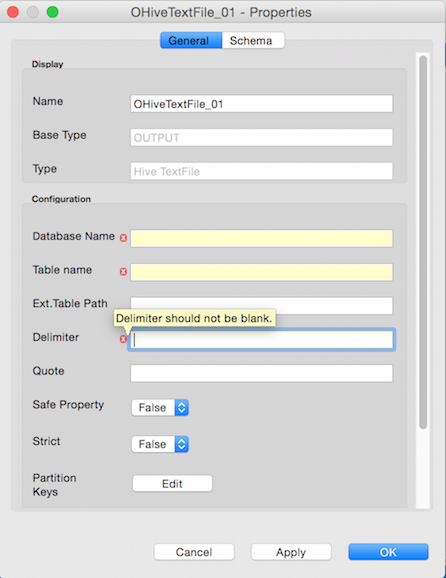 OHiveTextFile_01 - Properties
General Schema
Display
Name OHiveTextFile_01
Base Type OUTPUT
Type Hive TextFile
Configuration
Database Name
Table name
Ext.Table Path
Delimiter should not be blank.
Delimiter
Quote
Safe Property False
Strict False
Partition
Keys
Edit
Cancel Apply OK